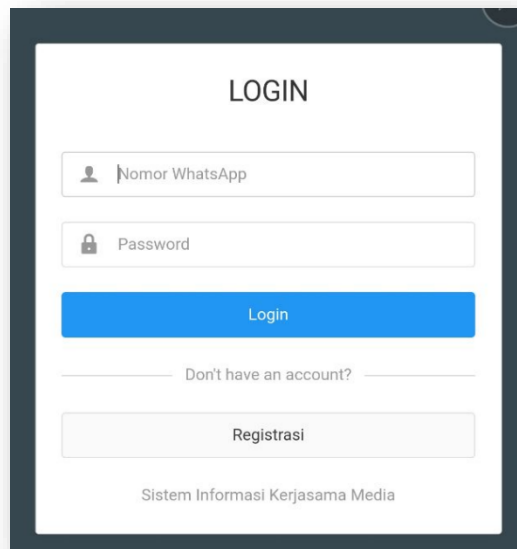 LOGIN
Nomor WhatsApp
Password
Login
Don't have an account?
Registrasi
Sistem Informasi Kerjasama Media